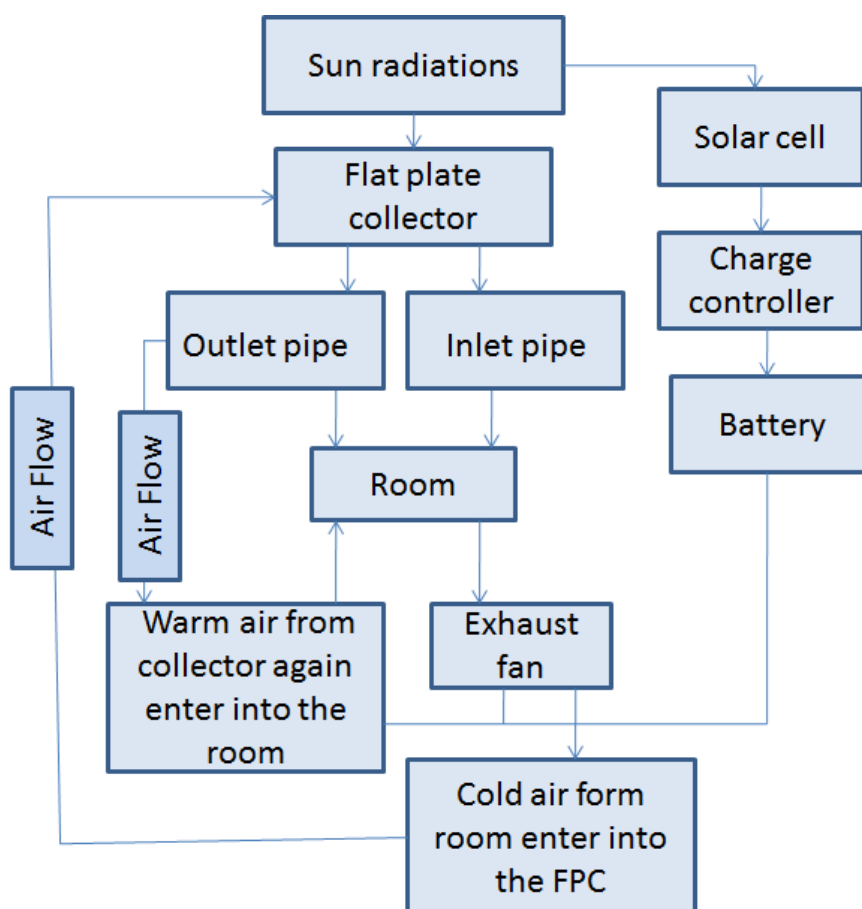 Sun radiations
Solar cell
Flat plate
collector
Charge
controller
Outlet pipe
Inlet pipe
Battery
Air Flow
Air Flow
Room
Warm air from
collector again
enter into the
room
Exhaust
fan
Cold air form
room enter into
the FPC